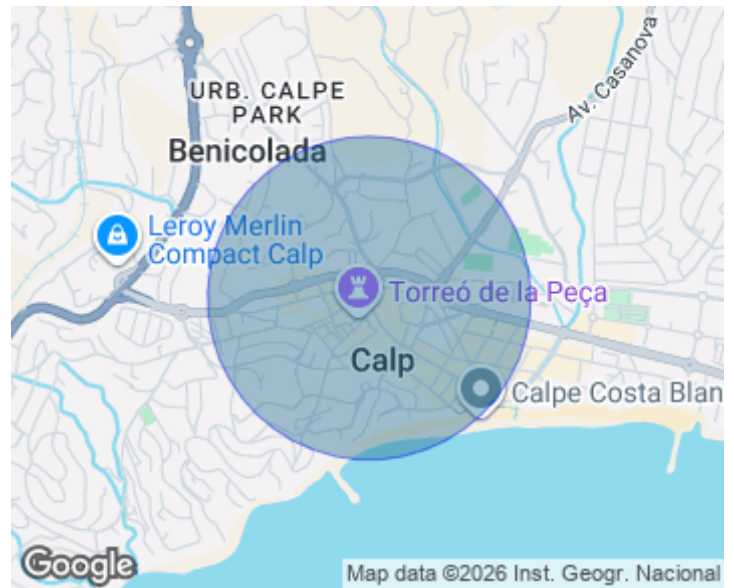 URB. CALPE
PARK
Benicolada
Av. Casanova
Leroy Merlin
Compact Calp
Torreó de la Peça
Calp
Calpe Costa Blan
Google
Map data ©2026 Inst. Geogr. Nacional